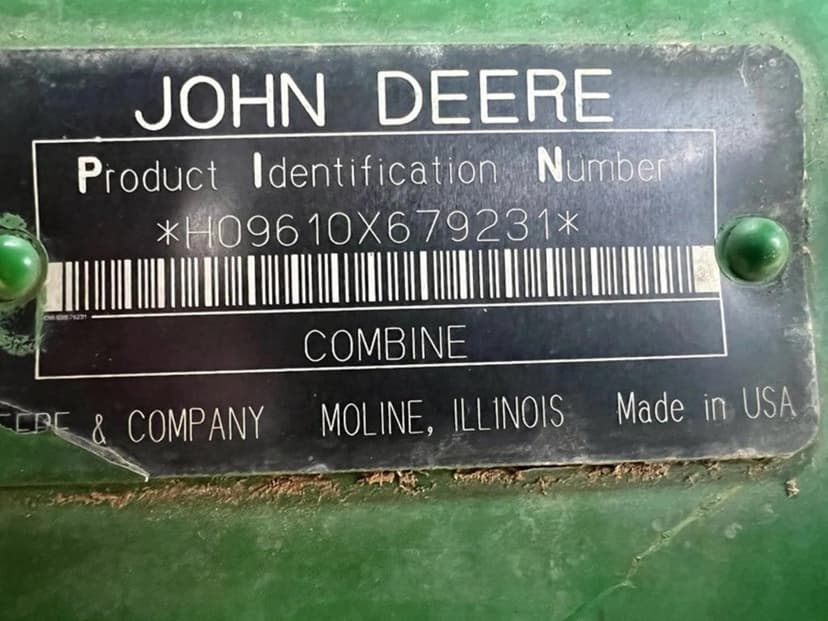 JOHN DEERE
Product Identification Number
*H09610X679231*
COMBINE
& COMPANY MOLINE, ILLINOIS Made in USA